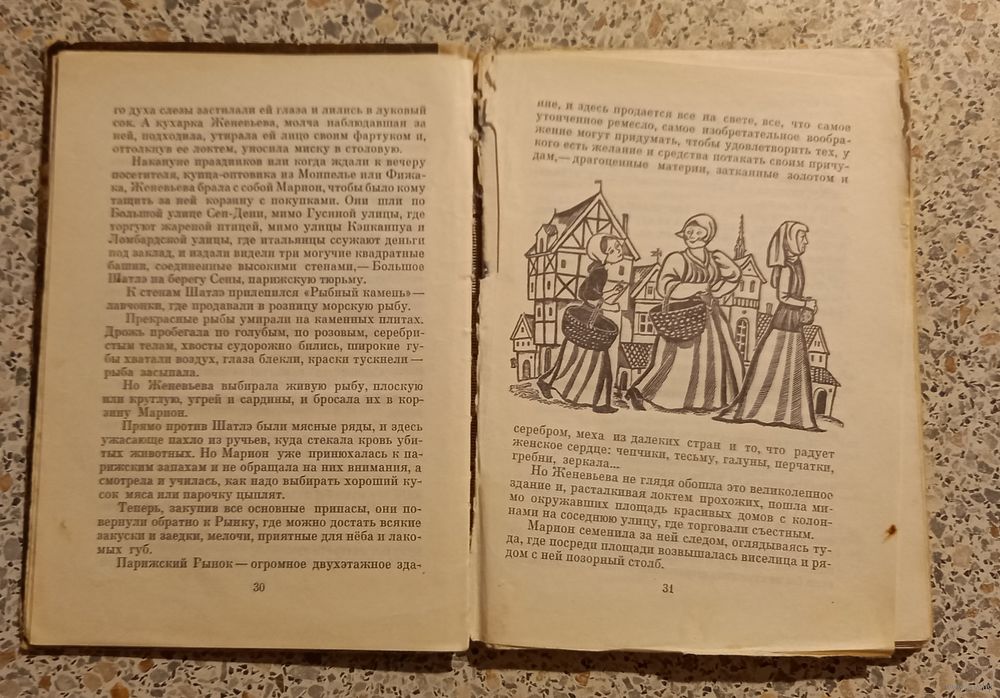 го духа слезы застилали ей глаза и лились в луковый
сок. А кухарка Женевьева, молча наблюдавшая за
ней, подходила, утирала ей лицо своим фартуком и,
оттолкнув ее локтем, уносила миску в столовую.
Накануне праздников или когда ждали к вечеру
посетителя, купца-оптовика из Монпелье или Фижа-
ка, Женевьева брала с собой Марион, чтобы было кому
тащить за ней корзину с покупками. Они шли по
Большой улице Сен-Дени, мимо Гусиной улицы, где
торгуют жареной птицей, мимо улицы Кэнканпуа и
Ломбардской улицы, где итальянцы ссужают деньги
под заклад, и издали видели три могучие квадратные
башни, соединенные высокими стенами,— Большое
Шатлэ на берегу Сены, парижскую тюрьму.
К стенам Шатлэ прилепился «Рыбный камень» —
лавчонки, где продавали в розницу морскую рыбу.
Прекрасные рыбы умирали на каменных плитах.
Дрожь пробегала по голубым, по розовым, серебри-
стым телам, хвосты судорожно бились, широкие гу-
бы хватали воздух, глаза блекли, краски тускнели —
рыба засыпала.
Но Женевьева выбирала живую рыбу, плоскую
или круглую, угрей и сардины, и бросала их в кор-
зину Марион.
Прямо против Шатлэ были мясные ряды, и здесь
ужасающе пахло из ручьев, куда стекала кровь уби-
тых животных. Но Марион уже принюхалась к па-
рижским запахам и не обращала на них внимания, а
смотрела и училась, как надо выбирать хороший ку-
сок мяса или парочку цыплят.
Теперь, закупив все основные припасы, они по-
вернули обратно к Рынку, где можно достать всякие
закуски и заедки, мелочи, приятные для нёба и лако-
мых губ.
Парижский Рынок — огромное двухэтажное зда-
30
ние, и здесь продается все на свете, все, что самое
утонченное ремесло, самое изобретательное вообра-
жение могут придумать, чтобы удовлетворить тех, у
кого есть желание и средства потакать своим причу-
дам,— драгоценные материи, затканные золотом и
серебром, меха из далеких стран и то, что радует
женское сердце: чепчики, тесьму, галуны, перчатки,
гребни, зеркала...
Но Женевьева не глядя обошла это великолепное
здание и, расталкивая локтем прохожих, пошла ми-
мо окружавших площадь красивых домов с колон-
нами на соседнюю улицу, где торговали съестным.
Марион семенила за ней следом, оглядываясь ту-
да, где посреди площади возвышалась виселица и ря-
дом с ней позорный столб.
31